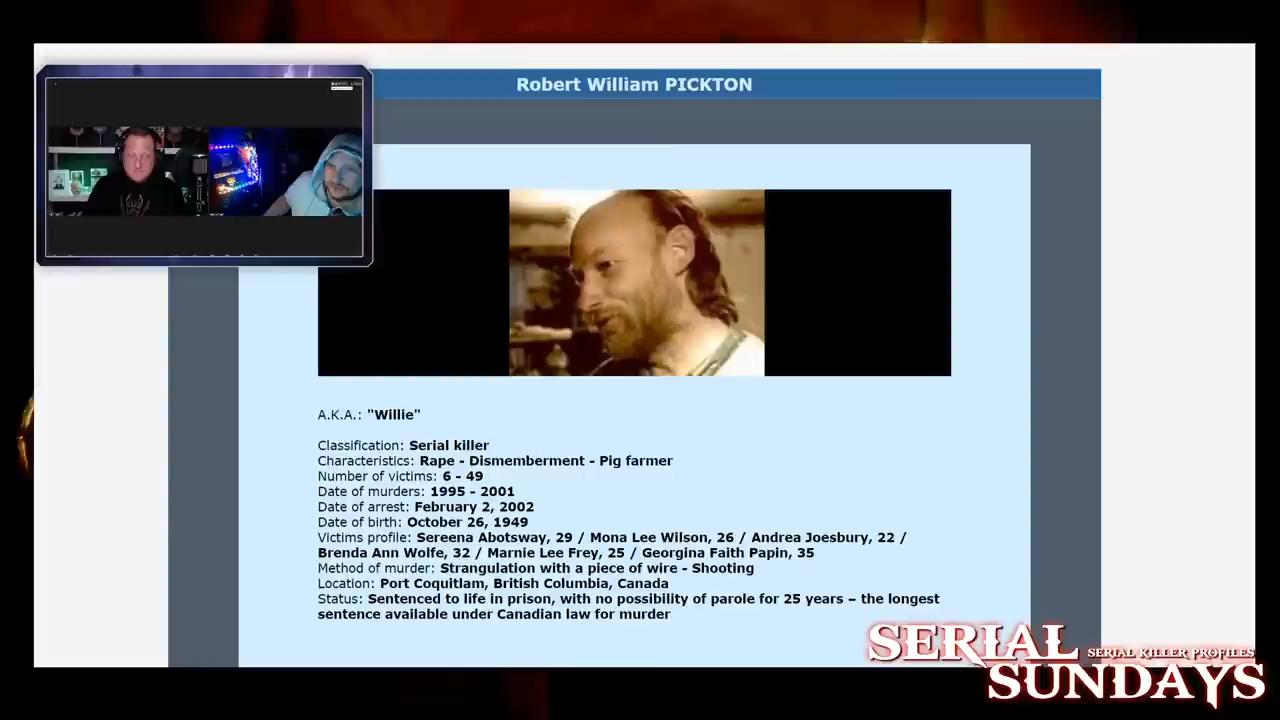 Robert William PICKTON
A.K.A.: "Willie"
Classification: Serial killer
Characteristics: Rape - Dismemberment - Pig farmer
Number of victims: 6 - 49
Date of murders: 1995 - 2001
Date of arrest: February 2, 2002
Date of birth: October 26, 1949
Victims profile: Sereena Abotsway, 29 / Mona Lee Wilson, 26 / Andrea Joesbury, 22 /
Brenda Ann Wolfe, 32 / Marnie Lee Frey, 25 / Georgina Faith Papin, 35
Method of murder: Strangulation with a piece of wire - Shooting
Location: Port Coquitlam, British Columbia, Canada
Status: Sentenced to life in prison, with no possibility of parole for 25 years – the longest
sentence available under Canadian law for murder
SERIAL
SERIAL KILLER PROFILES
SUNDAYS